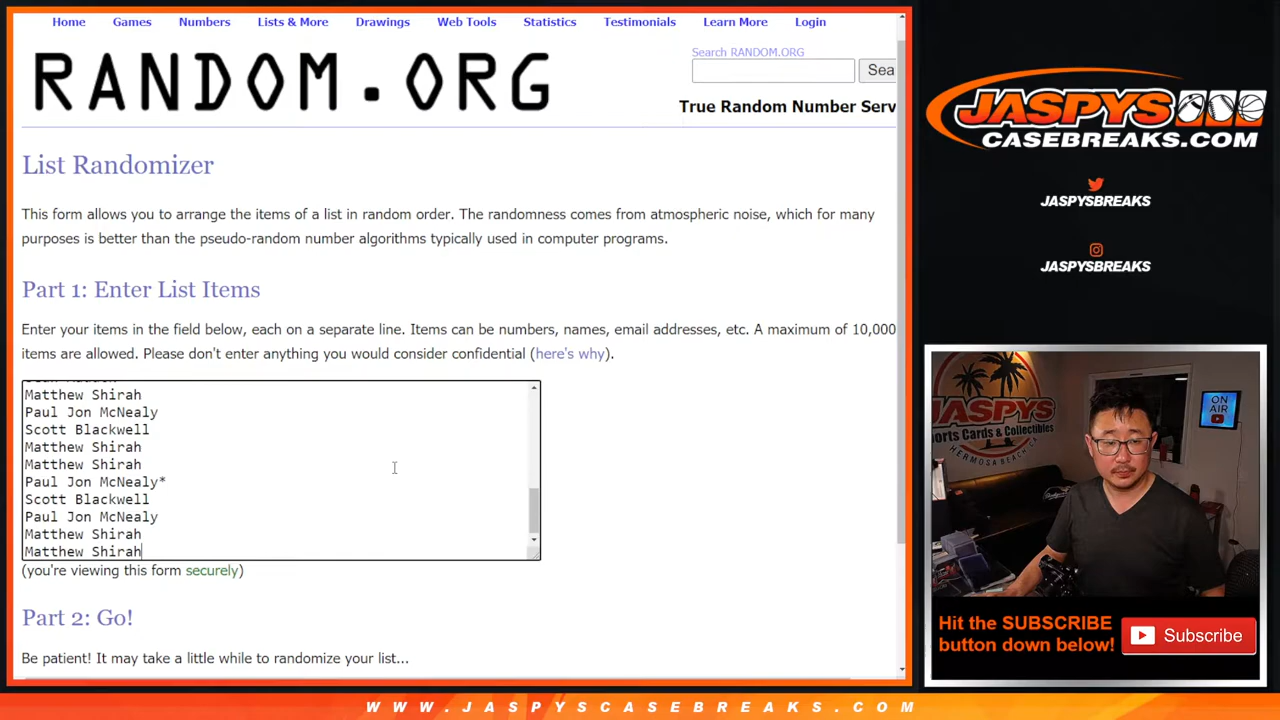 Home Games Numbers Lists & More Drawings Web Tools Statistics Testimonials Learn More Login
RANDOM.ORG
Search RANDOM.ORG
Sea
True Random Number Serv
List Randomizer
This form allows you to arrange the items of a list in random order. The randomness comes from atmospheric noise, which for many
purposes is better than the pseudo-random number algorithms typically used in computer programs.
Part 1: Enter List Items
Enter your items in the field below, each on a separate line. Items can be numbers, names, email addresses, etc. A maximum of 10,000
items are allowed. Please don't enter anything you would consider confidential (here's why).
Matthew Shirah
Paul Jon McNealy
Scott Blackwell
Matthew Shirah
Matthew Shirah
Paul Jon McNealy*
Scott Blackwell
Paul Jon McNealy
Matthew Shirah
Matthew Shirah
(you're viewing this form securely)
Part 2: Go!
Be patient! It may take a little while to randomize your list...
JASPYS
CASEBREAKS.COM
JASPYSBREAKS
JASPYSBREAKS
JASPYS
ports Cards & Collectibles
HERMOSA BEACH
ON
AIR
Hit the SUBSCRIBE
button down below!
Subscribe
WWW.JASPYSCASEBREAKS.COM